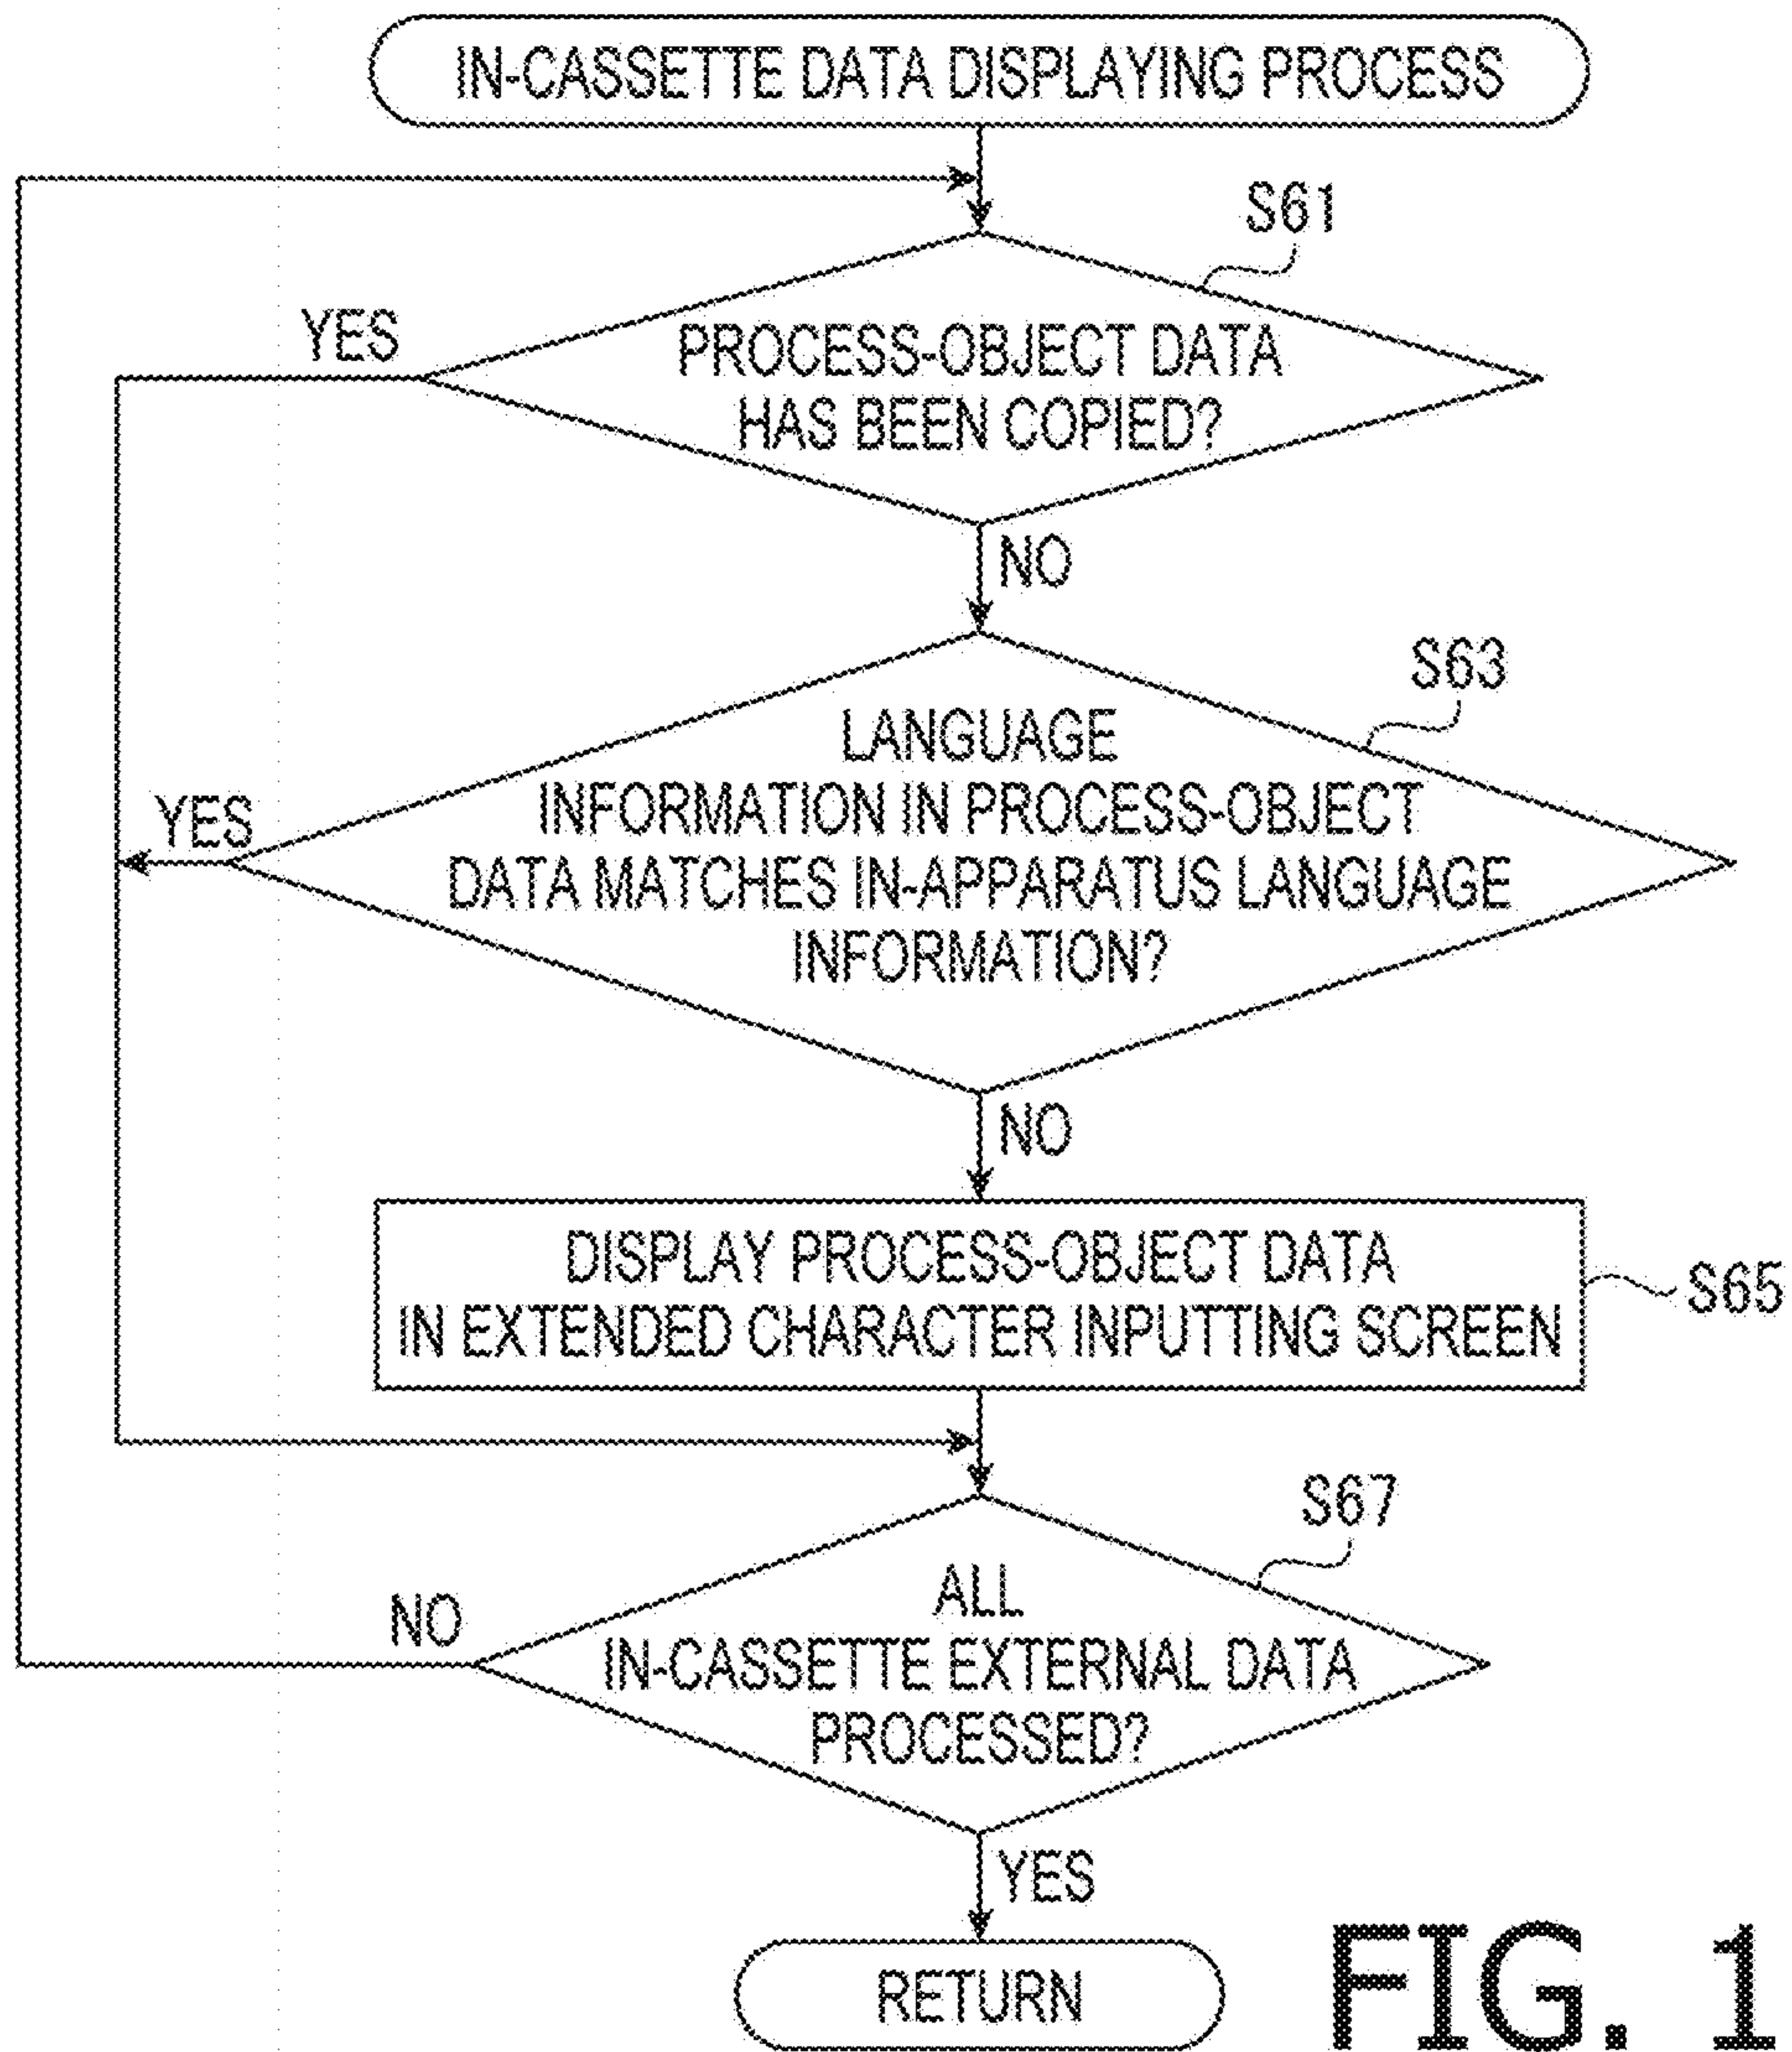 IN-CASSETTE DATA DISPLAYING PROCESS
S61
YES
PROCESS-OBJECT DATA
HAS BEEN COPIED?
NO
S63
LANGUAGE
YES
INFORMATION IN PROCESS-OBJECT
DATA MATCHES IN-APPARATUS LANGUAGE
INFORMATION?
NO
DISPLAY PROCESS-OBJECT DATA
IN EXTENDED CHARACTER INPUTTING SCREEN
S65
S67
ALL
NO
IN-CASSETTE EXTERNAL DATA
PROCESSED?
YES
RETURN
FIG. 1